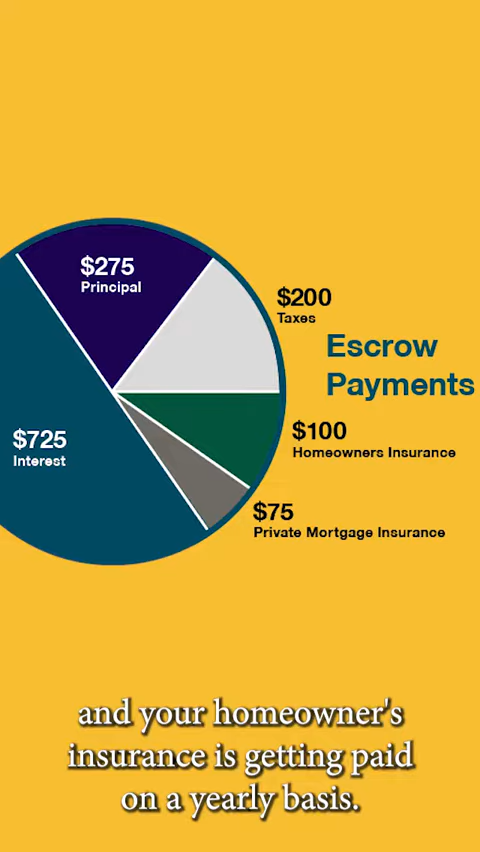 $275
Principal
$200
Taxes
Escrow
Payments
$725
Interest
$100
Homeowners Insurance
$75
Private Mortgage Insurance
and your homeowner's
insurance is getting paid
on a yearly basis.